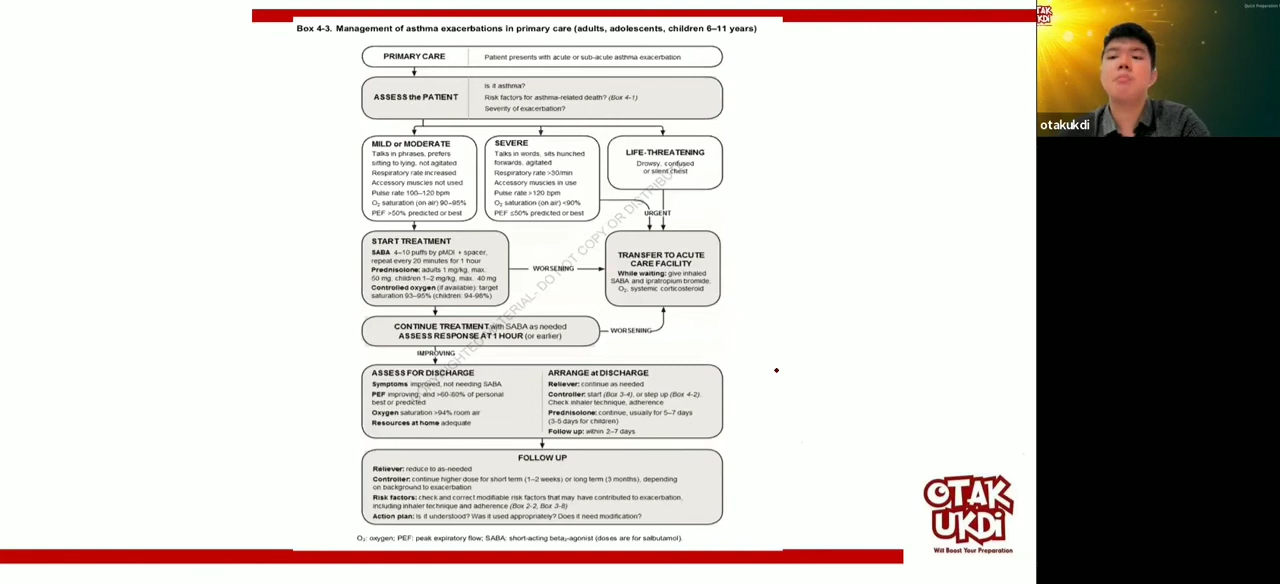 Box 4-3. Management of asthma exacerbations in primary care (adults, adolescents, children 6–11 years)
PRIMARY CARE
Patient presents with acute or sub-acute asthma exacerbation
ASSESS the PATIENT
Is it asthma?
Risk factors for asthma-related death? (Box 4-1)
Severity of exacerbation?
MILD or MODERATE
Talks in phrases, prefers
sitting to lying, not agitated
Respiratory rate increased
Accessory muscles not used
Pulse rate 100–120 bpm
O₂ saturation (on air) 90–95%
PEF >50% predicted or best
SEVERE
Talks in words, sits hunched
forwards, agitated
Respiratory rate >30/min
Accessory muscles in use
Pulse rate >120 bpm
O₂ saturation (on air) <90%
PEF ≤50% predicted or best
LIFE-THREATENING
Drowsy, confused
or silent chest
URGENT
START TREATMENT
SABA 4–10 puffs by pMDI + spacer,
repeat every 20 minutes for 1 hour
Prednisolone: adults 1 mg/kg, max.
50 mg, children 1–2 mg/kg, max. 40 mg
Controlled oxygen (if available): target
saturation 93–95% (children: 94-98%)
WORSENING
TRANSFER TO ACUTE
CARE FACILITY
While waiting: give inhaled
SABA and ipratropium bromide,
O₂, systemic corticosteroid
CONTINUE TREATMENT with SABA as needed
ASSESS RESPONSE AT 1 HOUR (or earlier)
WORSENING
IMPROVING
ASSESS FOR DISCHARGE
Symptoms improved, not needing SABA
PEF improving, and >60-80% of personal
best or predicted
Oxygen saturation >94% room air
Resources at home adequate
ARRANGE at DISCHARGE
Reliever: continue as needed
Controller: start (Box 3-4), or step up (Box 4-2).
Check inhaler technique, adherence
Prednisolone: continue, usually for 5–7 days
(3-5 days for children)
Follow up: within 2–7 days
FOLLOW UP
Reliever: reduce to as-needed
Controller: continue higher dose for short term (1–2 weeks) or long term (3 months), depending
on background to exacerbation
Risk factors: check and correct modifiable risk factors that may have contributed to exacerbation,
including inhaler technique and adherence (Box 2-2, Box 3-8)
Action plan: Is it understood? Was it used appropriately? Does it need modification?
O₂: oxygen; PEF: peak expiratory flow; SABA: short-acting beta₂-agonist (doses are for salbutamol).
MATERIAL- DO NOT COPY OR
otakukdi
OTAK
UKDI
Will Boost Your Preparation